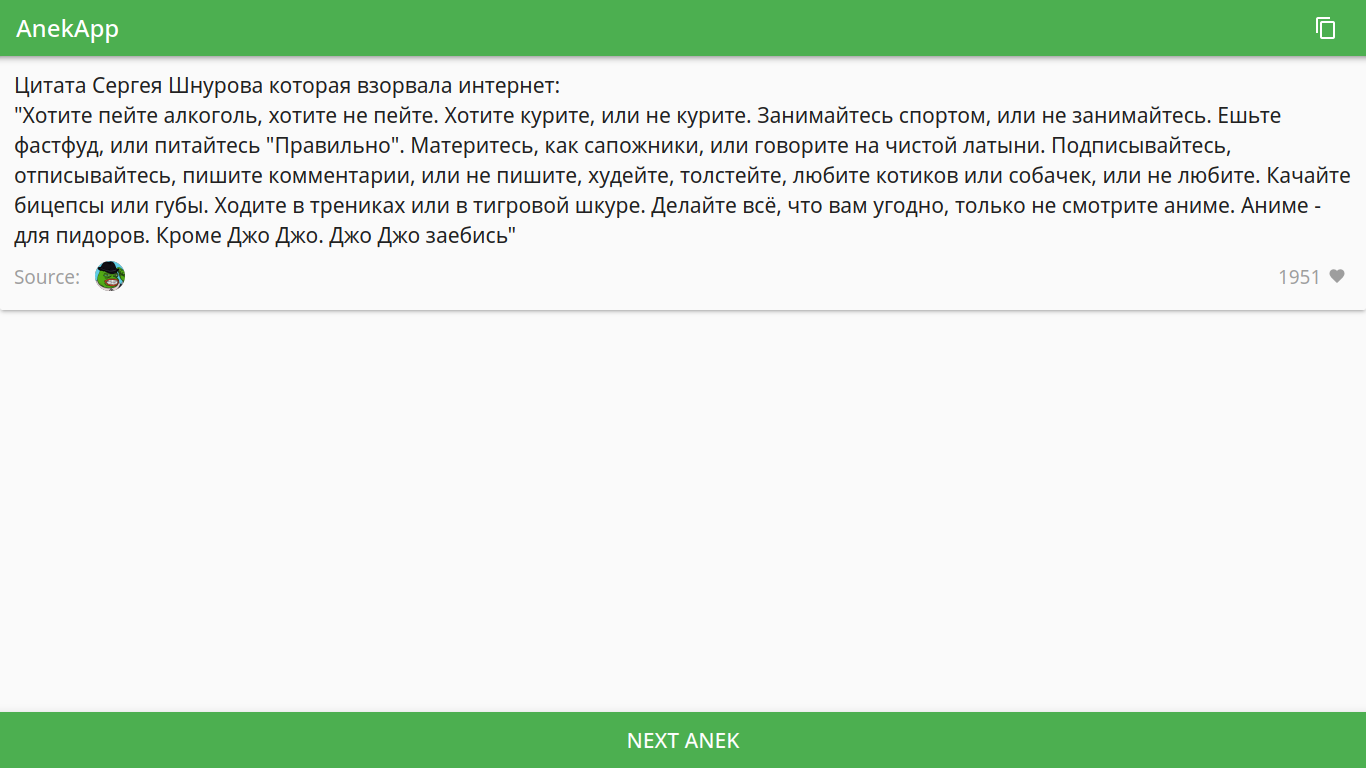 AnekApp
Цитата Сергея Шнурова которая взорвала интернет:
"Хотите пейте алкоголь, хотите не пейте. Хотите курите, или не курите. Занимайтесь спортом, или не занимайтесь. Ешьте
фастфуд, или питайтесь "Правильно". Материтесь, как сапожники, или говорите на чистой латыни. Подписывайтесь,
отписывайтесь, пишите комментарии, или не пишите, худейте, толстейте, любите котиков или собачек, или не любите. Качайте
бицепсы или губы. Ходите в трениках или в тигровой шкуре. Делайте всё, что вам угодно, только не смотрите аниме. Аниме -
для пидоров. Кроме Джо Джо. Джо Джо заебись"
Source:
1951
NEXT ANEK